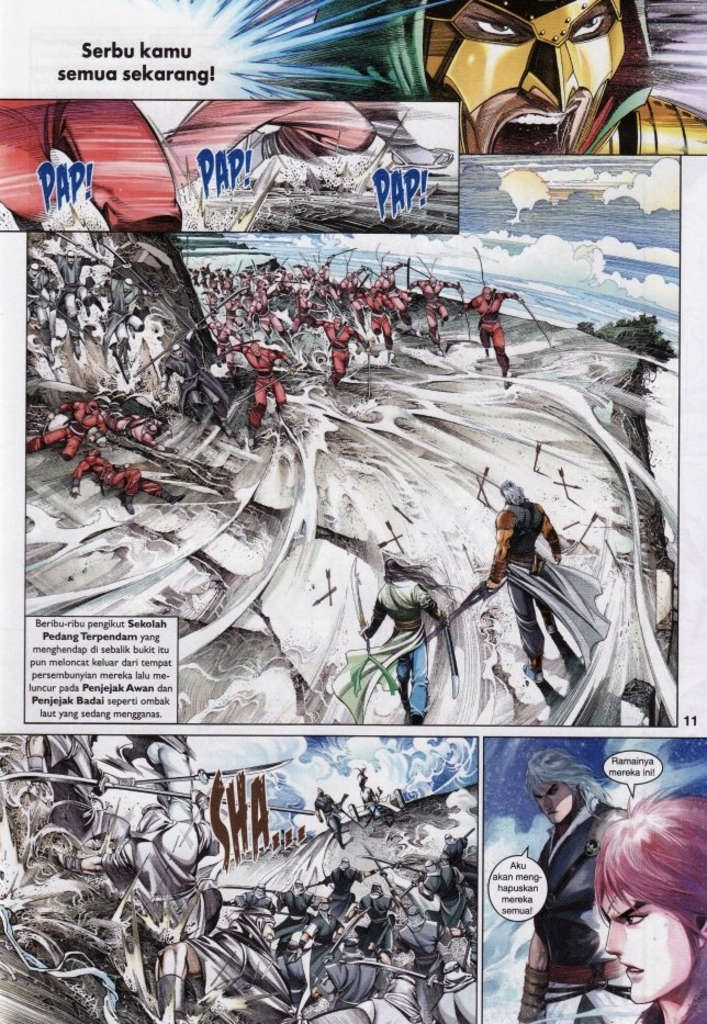 Serbu kamu
semua sekarang!
PAP!
PAP!
PAP!
Beribu-ribu pengikut Sekolah
Pedang Terpendam yang
menghendap di sebalik bukit itu
pun meloncat keluar dari tempat
persembunyian mereka lalu me-
luncur pada Penjejak Awan dan
Penjejak Badai seperti ombak
laut yang sedang mengganas.
11
SHA...
Ramainya
mereka ini!
Aku
akan meng-
hapuskan
mereka
semua!